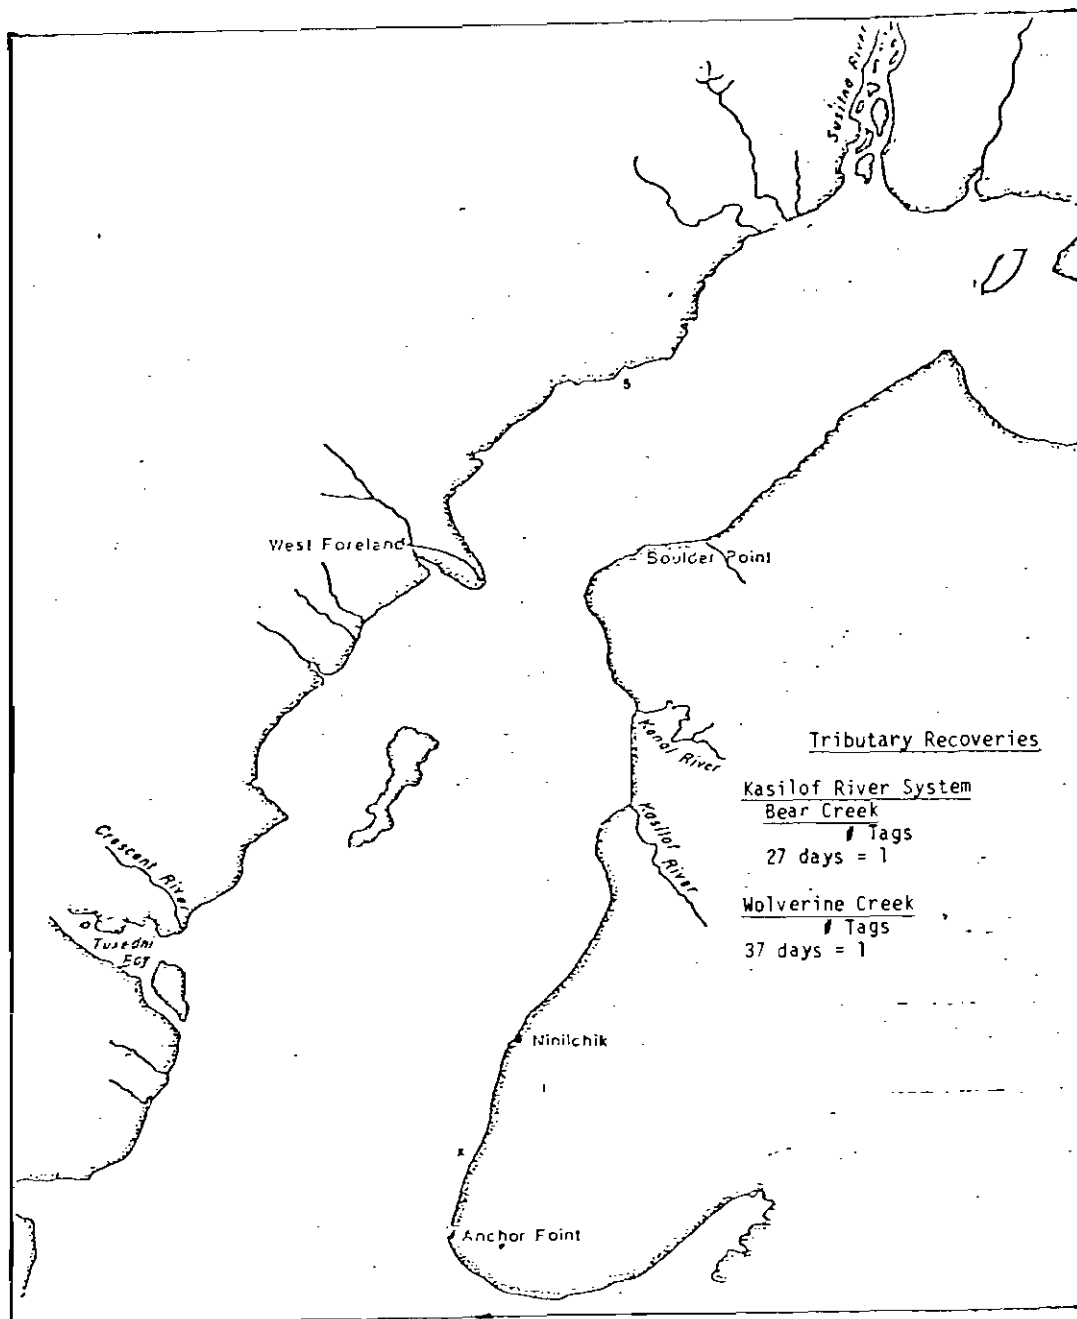 Susitna River
5
West Foreland
Boulder Point
Kenai River
Tributary Recoveries
Kasilof River System
Bear Creek
# Tags
27 days = 1
Kasilof
River
Wolverine Creek
# Tags
37 days = 1
Crescent River
Tuxedni
Bay
Ninilchik
x
Anchor Point